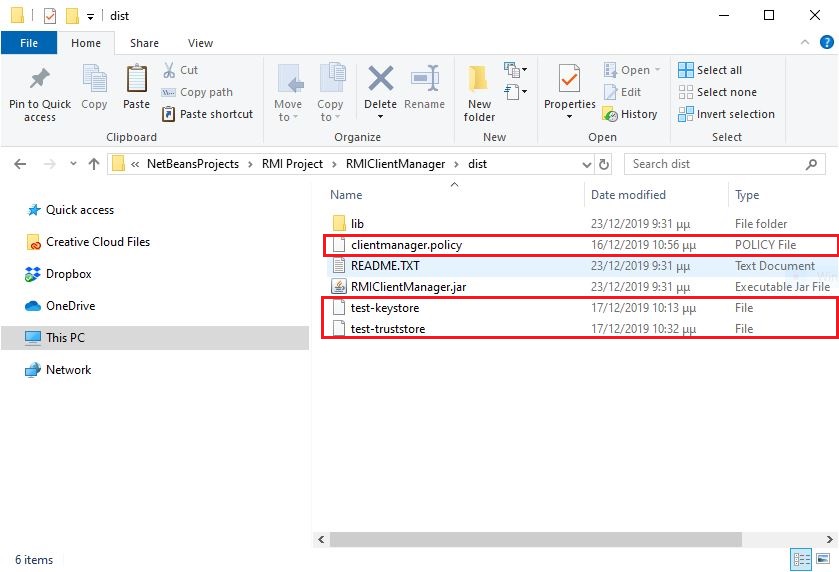 dist
File Home Share View
Pin to Quick access
Copy
Paste
Cut
Copy path
Paste shortcut
Clipboard
Move to
Copy to
Delete
Rename
Organize
New folder
New
Properties
Open
Edit
History
Open
Select all
Select none
Invert selection
Select
« NetBeansProjects > RMI Project > RMIClientManager > dist
Search dist
Quick access
Creative Cloud Files
Dropbox
OneDrive
This PC
Network
Name Date modified Type
lib 23/12/2019 9:31 μμ File folder
clientmanager.policy 16/12/2019 10:56 μμ POLICY File
README.TXT 23/12/2019 9:31 μμ Text Document
RMIClientManager.jar 23/12/2019 9:31 μμ Executable Jar File
test-keystore 17/12/2019 10:13 μμ File
test-truststore 17/12/2019 10:32 μμ File
6 items